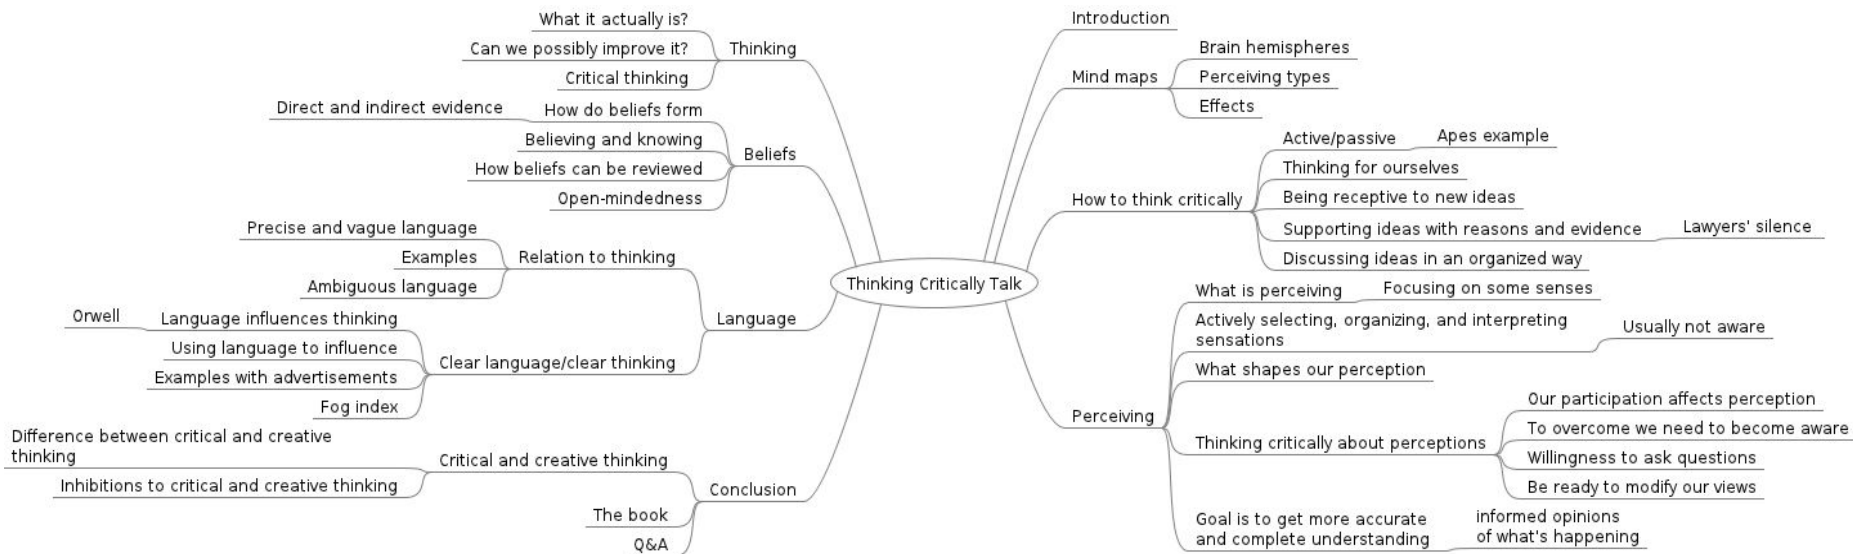 Thinking Critically Talk
Introduction
Mind maps
Brain hemispheres
Perceiving types
Effects
How to think critically
Active/passive
Apes example
Thinking for ourselves
Being receptive to new ideas
Supporting ideas with reasons and evidence
Lawyers' silence
Discussing ideas in an organized way
Perceiving
What is perceiving
Focusing on some senses
Actively selecting, organizing, and interpreting
sensations
Usually not aware
What shapes our perception
Thinking critically about perceptions
Our participation affects perception
To overcome we need to become aware
Willingness to ask questions
Be ready to modify our views
Goal is to get more accurate
and complete understanding
informed opinions
of what's happening
Thinking
What it actually is?
Can we possibly improve it?
Critical thinking
Beliefs
How do beliefs form
Direct and indirect evidence
Believing and knowing
How beliefs can be reviewed
Open-mindedness
Language
Relation to thinking
Precise and vague language
Examples
Ambiguous language
Clear language/clear thinking
Language influences thinking
Orwell
Using language to influence
Examples with advertisements
Fog index
Conclusion
Critical and creative thinking
Difference between critical and creative
thinking
Inhibitions to critical and creative thinking
The book
Q&A